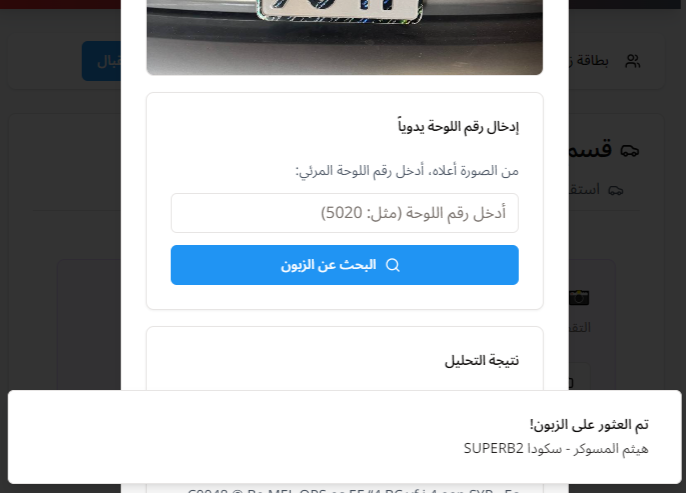 بطاقة
قسم
إدخال رقم اللوحة يدوياً
من الصورة أعلاه، أدخل رقم اللوحة المرئي:
أدخل رقم اللوحة (مثل: 5020)
البحث عن الزبون
نتيجة التحليل
تم العثور على الزبون!
هيثم المسوكر - سكودا SUPERB2